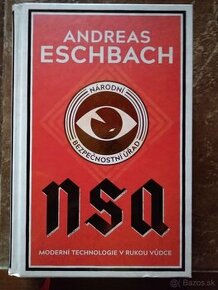 ANDREAS
ESCHBACH
NÁRODNÍ
BEZPEČNOSTNÍ ÚŘAD
nsa
MODERNÍ TECHNOLOGIE V RUKOU VŮDCE
Bazos.sk